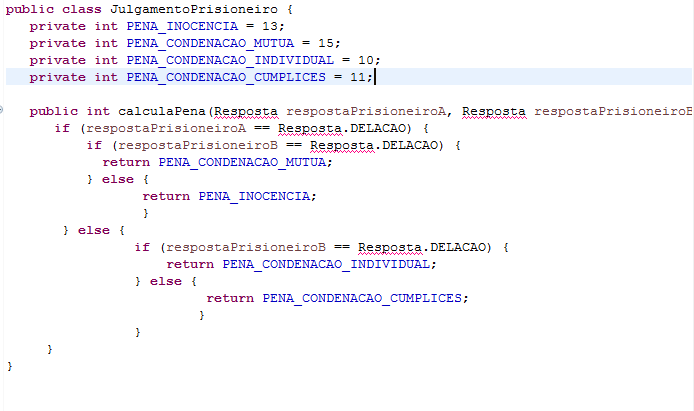 public class JulgamentoPrisioneiro {
private int PENA_INOCENCIA = 13;
private int PENA_CONDENACAO_MUTUA = 15;
private int PENA_CONDENACAO_INDIVIDUAL = 10;
private int PENA_CONDENACAO_CUMPLICES = 11;
public int calculaPena(Resposta respostaPrisioneiroA, Resposta respostaPrisioneiroB
if (respostaPrisioneiroA == Resposta.DELACAO) {
if (respostaPrisioneiroB == Resposta.DELACAO) {
return PENA_CONDENACAO_MUTUA;
} else {
return PENA_INOCENCIA;
}
} else {
if (respostaPrisioneiroB == Resposta.DELACAO) {
return PENA_CONDENACAO_INDIVIDUAL;
} else {
return PENA_CONDENACAO_CUMPLICES;
}
}
}
}